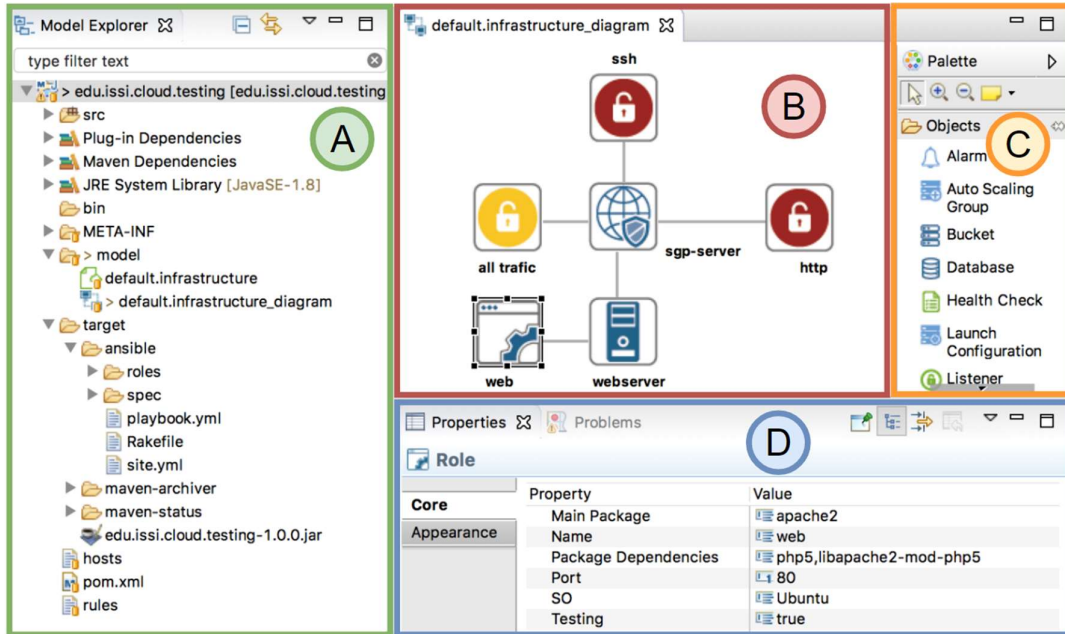 Model Explorer
type filter text
> edu.issi.cloud.testing [edu.issi.cloud.testing
src
Plug-in Dependencies
Maven Dependencies
JRE System Library [JavaSE-1.8]
bin
META-INF
> model
default.infrastructure
> default.infrastructure_diagram
target
ansible
roles
spec
playbook.yml
Rakefile
site.yml
maven-archiver
maven-status
edu.issi.cloud.testing-1.0.0.jar
hosts
pom.xml
rules
A
default.infrastructure_diagram
B
ssh
all trafic
sgp-server
http
web
webserver
Palette
Objects
C
Alarm
Auto Scaling
Group
Bucket
Database
Health Check
Launch
Configuration
Listener
Properties
Problems
D
Role
Core
Appearance
Property Value
Main Package apache2
Name web
Package Dependencies php5,libapache2-mod-php5
Port 80
SO Ubuntu
Testing true